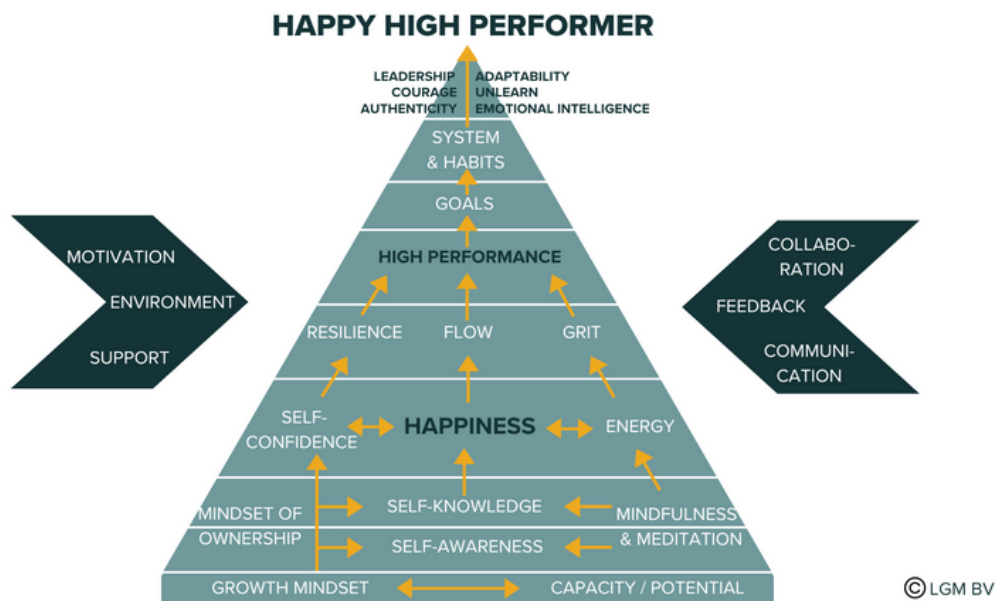 HAPPY HIGH PERFORMER
LEADERSHIP
COURAGE
AUTHENTICITY
ADAPTABILITY
UNLEARN
EMOTIONAL INTELLIGENCE
SYSTEM
& HABITS
GOALS
HIGH PERFORMANCE
RESILIENCE
FLOW
GRIT
SELF-
CONFIDENCE
HAPPINESS
ENERGY
MINDSET OF
OWNERSHIP
SELF-KNOWLEDGE
SELF-AWARENESS
MINDFULNESS
& MEDITATION
GROWTH MINDSET
CAPACITY / POTENTIAL
MOTIVATION
ENVIRONMENT
SUPPORT
COLLABO-
RATION
FEEDBACK
COMMUNI-
CATION
© LGM BV